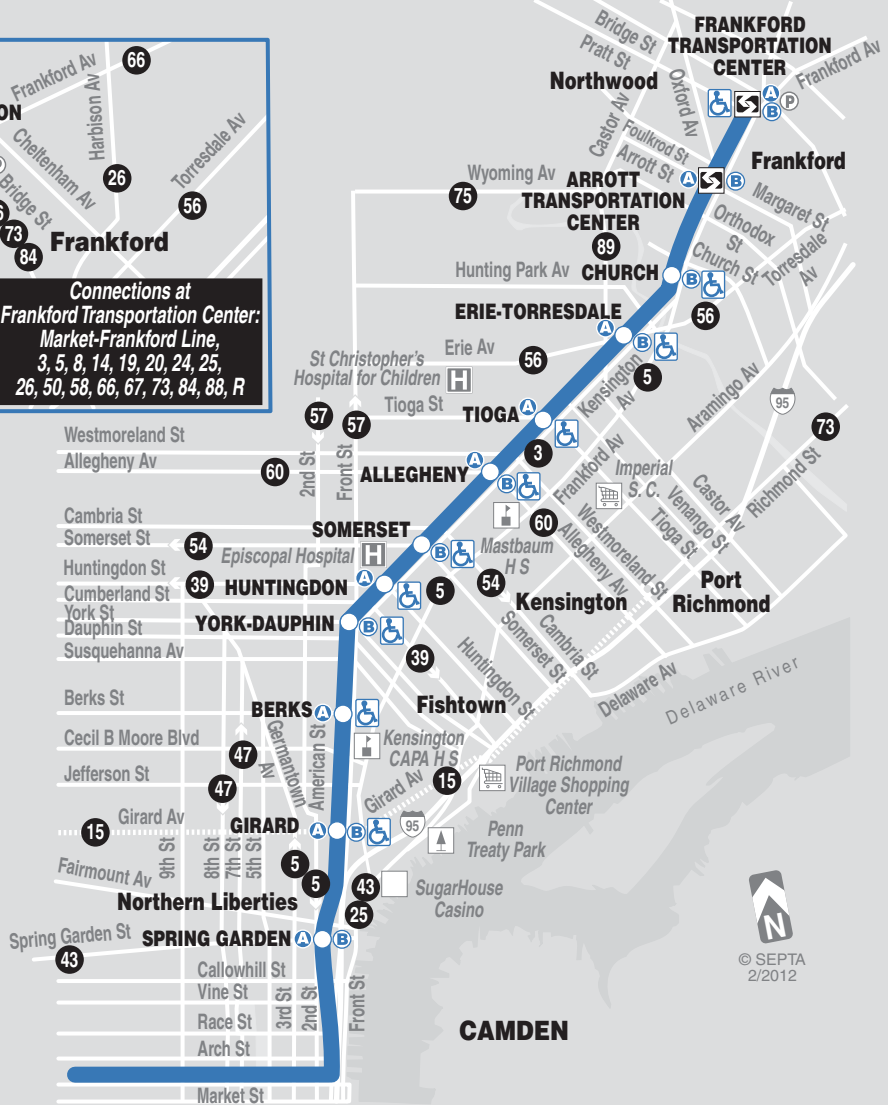 Frankford Av
66
ON
Harbison Av
Cheltenham Av
Torresdale Av
Bridge St
26
56
73
84
Frankford
Connections at
Frankford Transportation Center:
Market-Frankford Line,
3, 5, 8, 14, 19, 20, 24, 25,
26, 50, 58, 66, 67, 73, 84, 88, R
Bridge St
Pratt St
FRANKFORD
TRANSPORTATION
CENTER
Frankford Av
Northwood
Oxford Av
Castor Av
A
B
P
Foulkrod St
Arrott St
Frankford
Wyoming Av
75
ARROTT
TRANSPORTATION
CENTER
A
B
Margaret St
Orthodox
St
89
Church St
Torresdale
Av
Hunting Park Av
CHURCH
B
ERIE-TORRESDALE
A
B
56
Erie Av
56
Kensington
Av
5
St Christopher's
Hospital for Children
H
Aramingo Av
95
Tioga St
TIOGA
A
57
57
73
Richmond St
Westmoreland St
Allegheny Av
60
2nd St
Front St
ALLEGHENY
A
B
3
Frankford Av
Imperial
S. C.
Castor Av
Venango St
Tioga St
Westmoreland St
Allegheny Av
Cambria St
Somerset St
54
SOMERSET
B
60
Mastbaum
H S
Episcopal Hospital
H
Huntingdon St
39
HUNTINGDON
A
5
54
Kensington
Port
Richmond
Cumberland St
York St
Dauphin St
YORK-DAUPHIN
B
Susquehanna Av
39
Huntingdon St
Somerset St
Cambria St
Delaware Av
Delaware River
Berks St
BERKS
A
Fishtown
Cecil B Moore Blvd
47
Germantown
Av
American St
Kensington
CAPA H S
Jefferson St
47
Girard Av
15
Port Richmond
Village Shopping
Center
Girard Av
15
GIRARD
A
B
95
Penn
Treaty Park
9th St
8th St
7th St
5th St
Fairmount Av
5
5
43
SugarHouse
Casino
Northern Liberties
25
Spring Garden St
43
SPRING GARDEN
A
B
N
© SEPTA
2/2012
Callowhill St
Vine St
3rd St
2nd St
Front St
Race St
Arch St
CAMDEN
Market St